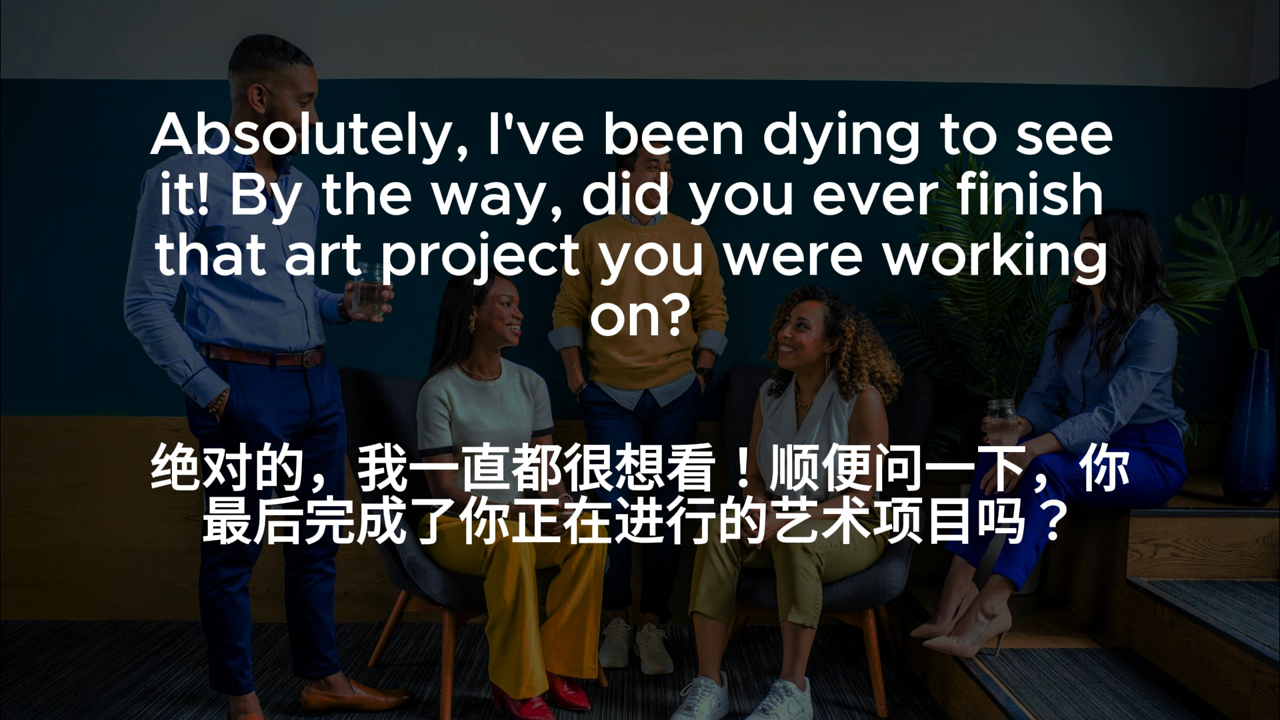 Absolutely, I've been dying to see
it! By the way, did you ever finish
that art project you were working
on?
绝对的，我一直都很想看！顺便问一下，你
最后完成了你正在进行的艺术项目吗？